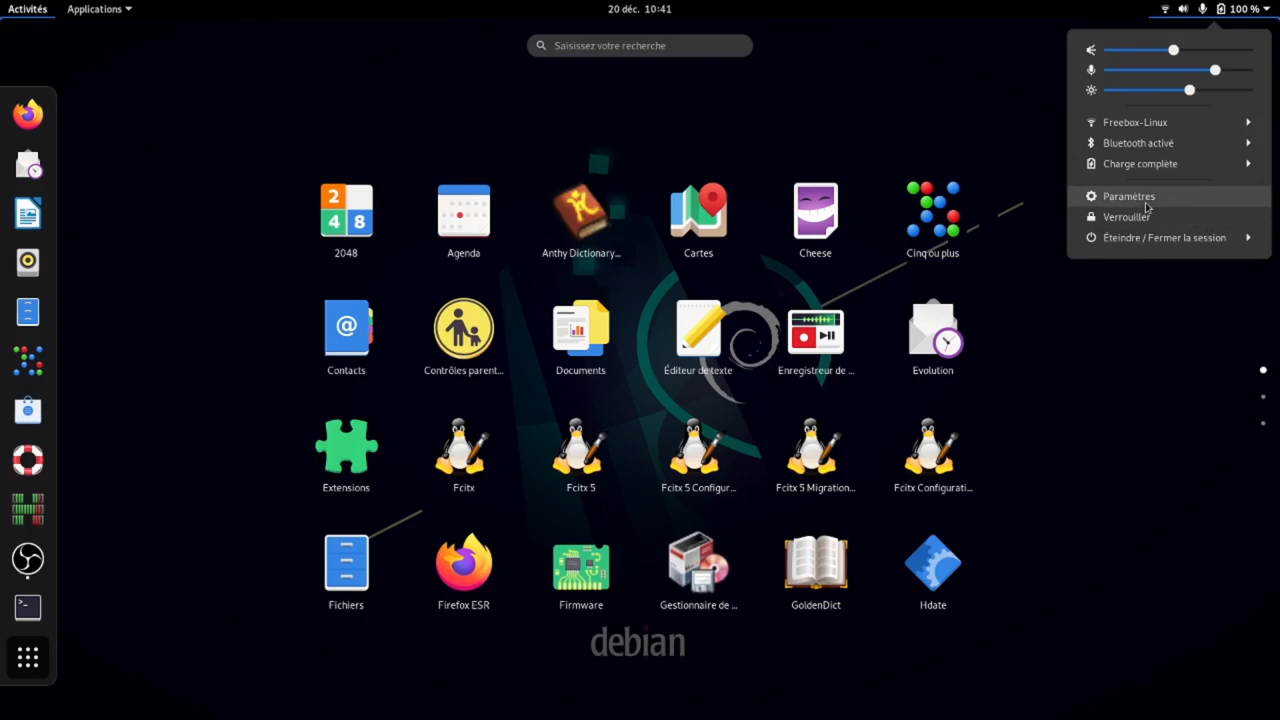 Activités Applications 20 déc. 10:41 100 %
Saisissez votre recherche
Freebox-Linux
Bluetooth activé
Charge complète
Paramètres
Verrouiller
Éteindre / Fermer la session
2 4 8
2048 Agenda Anthy Dictionary... Cartes Cheese Cinq ou plus
@
Contacts Contrôles parent... Documents Éditeur de texte Enregistreur de ... Evolution
Extensions Fcitx Fcitx 5 Fcitx 5 Configur... Fcitx 5 Migration... Fcitx Configurati...
Fichiers Firefox ESR Firmware Gestionnaire de ... GoldenDict Hdate
debian